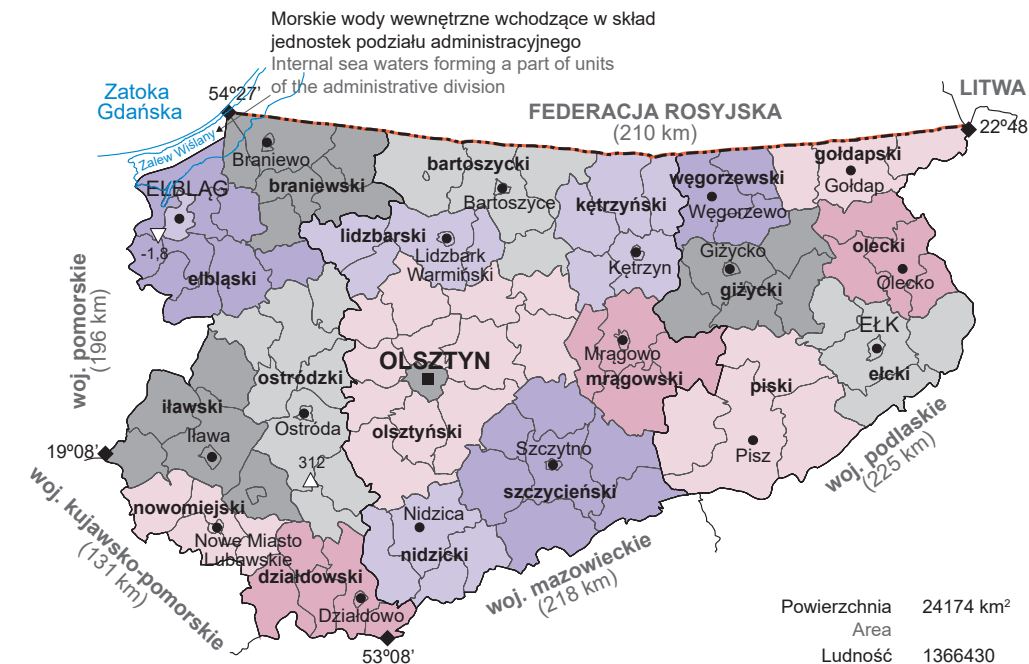 Morskie wody wewnętrzne wchodzące w skład
jednostek podziału administracyjnego
Internal sea waters forming a part of units
of the administrative division
Zatoka
Gdańska
54º27'
LITWA
FEDERACJA ROSYJSKA
(210 km)
22º48
Zalew Wiślany
Braniewo
braniewski
bartoszycki
Bartoszyce
gołdapski
Gołdap
węgorzewski
Węgorzewo
ELBLĄG
kętrzyński
Kętrzyn
lidzbarski
Lidzbark
Warmiński
-1,8
elbląski
Giżycko
giżycki
olecki
Olecko
woj. pomorskie
(196 km)
EŁK
ełcki
Mrągowo
mrągowski
OLSZTYN
olsztyński
ostródzki
Ostróda
piski
Pisz
iławski
Iława
19º08'
312
Szczytno
szczycieński
woj. podlaskie
(225 km)
nowomiejski
Nowe Miasto
Lubawskie
Nidzica
nidzicki
woj. kujawsko-pomorskie
(131 km)
działdowski
Działdowo
woj. mazowieckie
(218 km)
53º08'
Powierzchnia 24174 km²
Area
Ludność 1366430